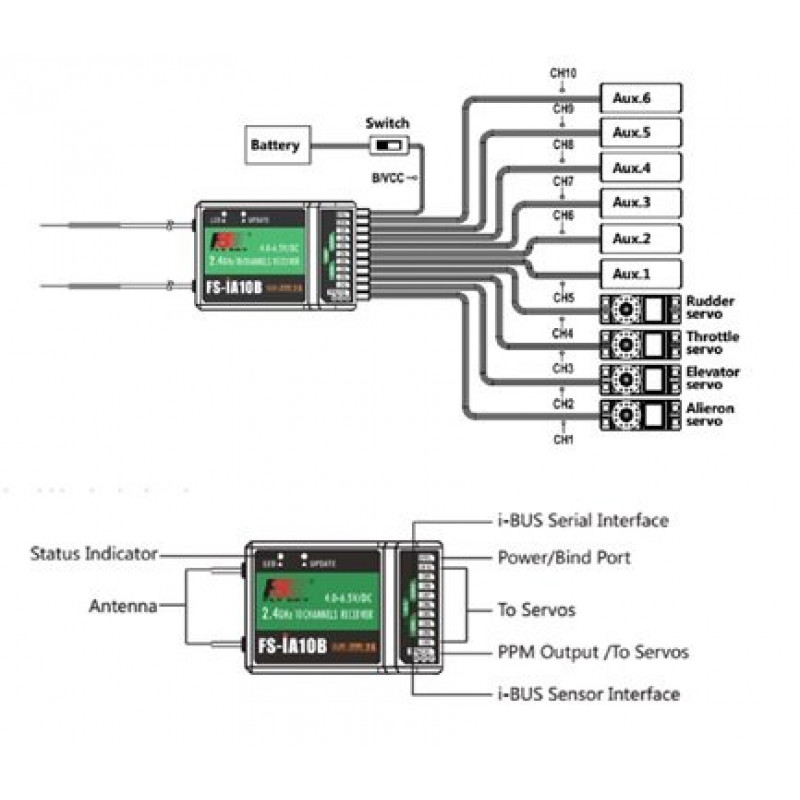 CH10
Aux.6
CH9
Switch
Aux.5
Battery
CH8
Aux.4
B/VCC
CH7
Aux.3
CH6
LED UPDATE
Aux.2
4.0-6.5V/DC
2.4GHz 10CHANNELS RECEIVER
Aux.1
FS-iA10B
CH5
Rudder
servo
CH4
Throttle
servo
CH3
Elevator
servo
CH2
Alieron
servo
CH1
i-BUS Serial Interface
Status Indicator
Power/Bind Port
LED UPDATE
Antenna
4.0-6.5V/DC
2.4GHz 10CHANNELS RECEIVER
To Servos
FS-iA10B
PPM Output /To Servos
i-BUS Sensor Interface